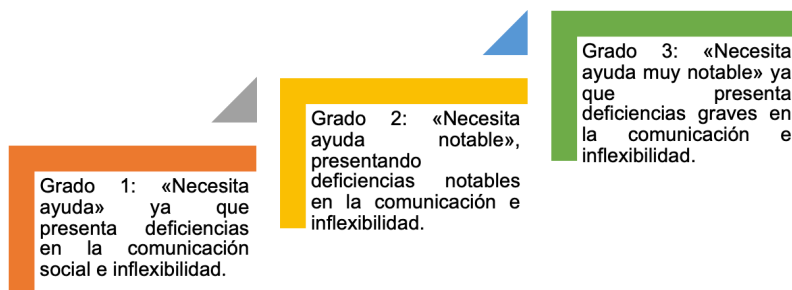 Grado 1: «Necesita
ayuda» ya que
presenta deficiencias
en la comunicación
social e inflexibilidad.
Grado 2: «Necesita
ayuda notable»,
presentando
deficiencias notables
en la comunicación e
inflexibilidad.
Grado 3: «Necesita
ayuda muy notable» ya
que presenta
deficiencias graves en
la comunicación e
inflexibilidad.